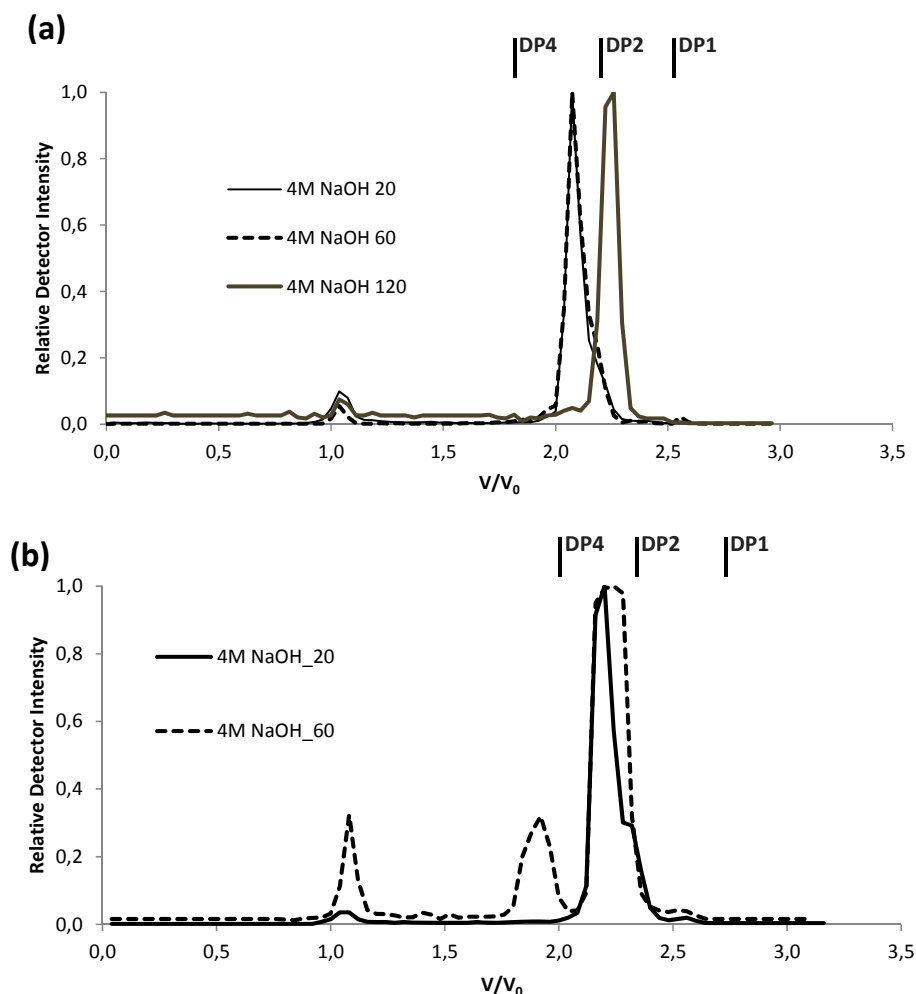 (a)
DP4 DP2 DP1
1,0
0,8
0,6
0,4
0,2
0,0
Relative Detector Intensity
4M NaOH 20
4M NaOH 60
4M NaOH 120
0,0 0,5 1,0 1,5 2,0 2,5 3,0 3,5
V/V₀
(b)
DP4 DP2 DP1
1,0
0,8
0,6
0,4
0,2
0,0
Relative Detector Intensity
4M NaOH_20
4M NaOH_60
0,0 0,5 1,0 1,5 2,0 2,5 3,0 3,5
V/V₀